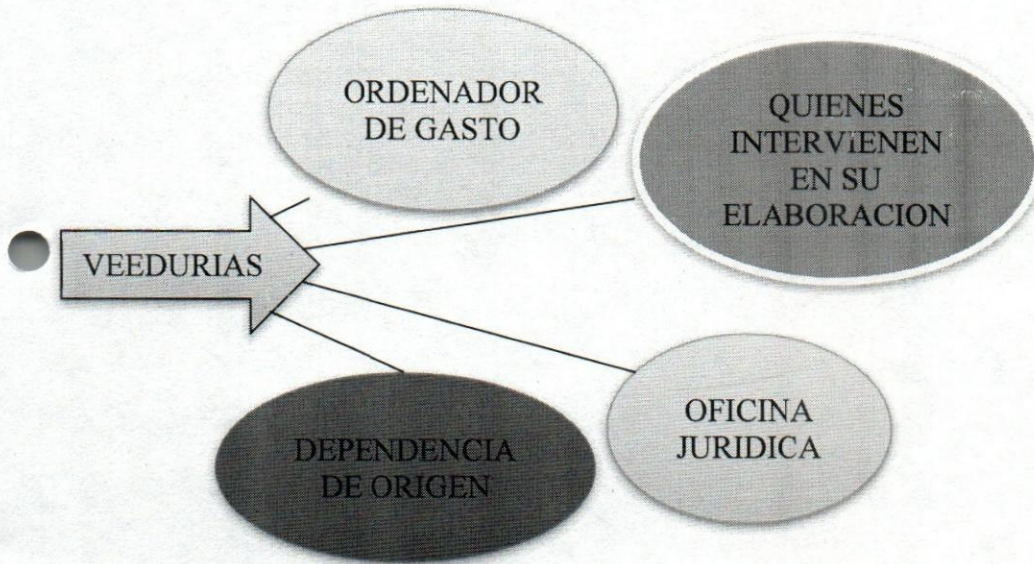 ORDENADOR
DE GASTO
QUIENES
INTERVIENEN
EN SU
ELABORACION
VEEDURIAS
OFICINA
JURIDICA
DEPENDENCIA
DE ORIGEN